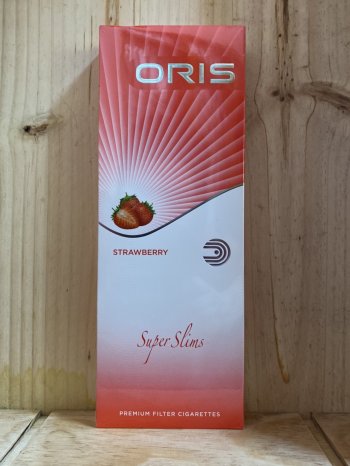 ORIS
STRAWBERRY
Super Slims
PREMIUM FILTER CIGARETTES